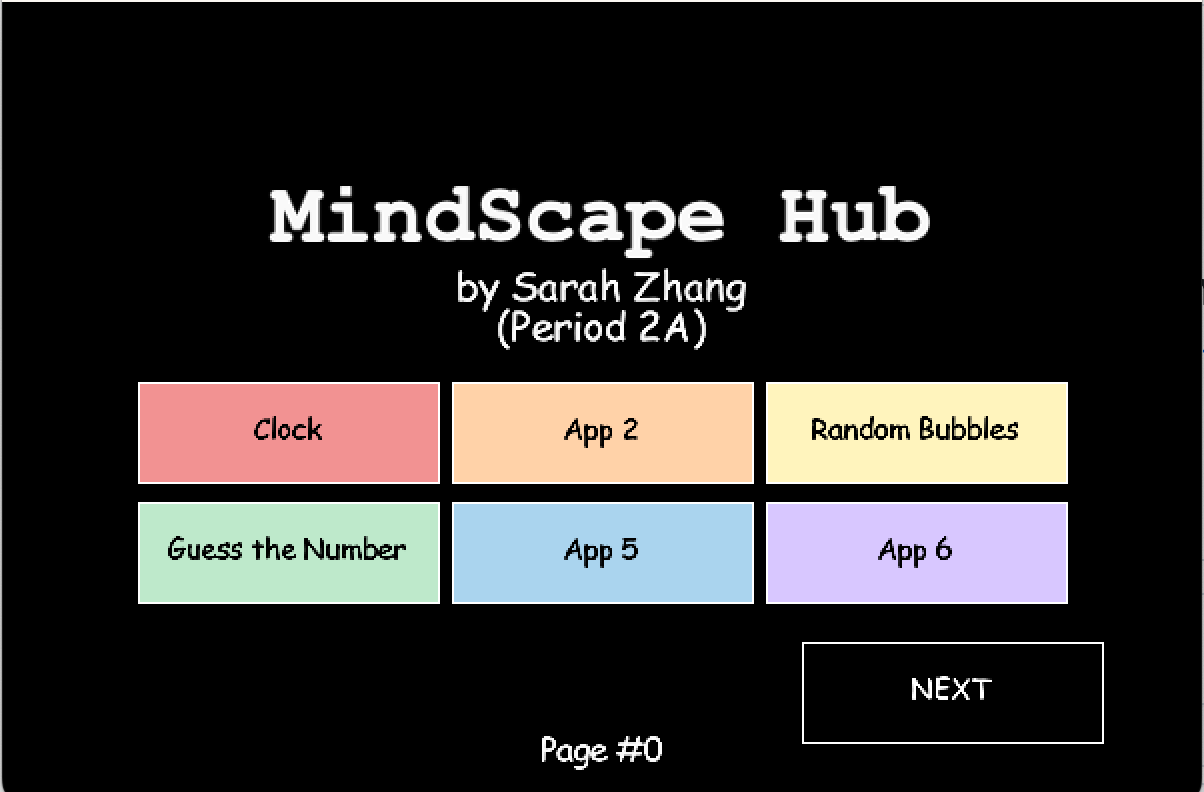 MindScape Hub
by Sarah Zhang
(Period 2A)
Clock
App 2
Random Bubbles
Guess the Number
App 5
App 6
NEXT
Page #0